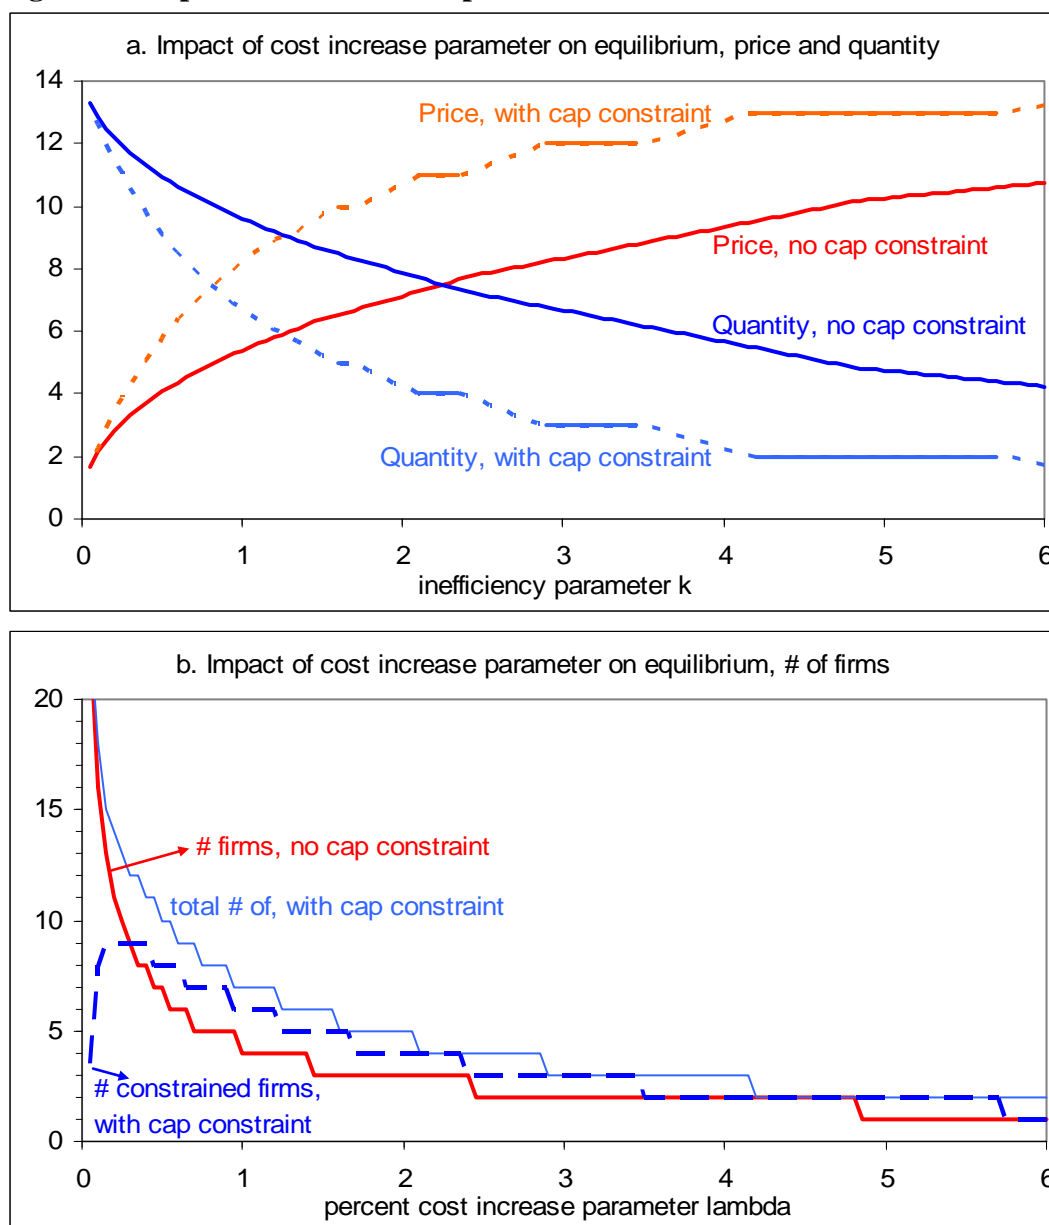 a. Impact of cost increase parameter on equilibrium, price and quantity
14
12
10
8
6
4
2
0
Price, with cap constraint
Price, no cap constraint
Quantity, no cap constraint
Quantity, with cap constraint
0 1 2 3 4 5 6
inefficiency parameter k
b. Impact of cost increase parameter on equilibrium, # of firms
20
15
10
5
0
# firms, no cap constraint
total # of, with cap constraint
# constrained firms,
with cap constraint
0 1 2 3 4 5 6
percent cost increase parameter lambda